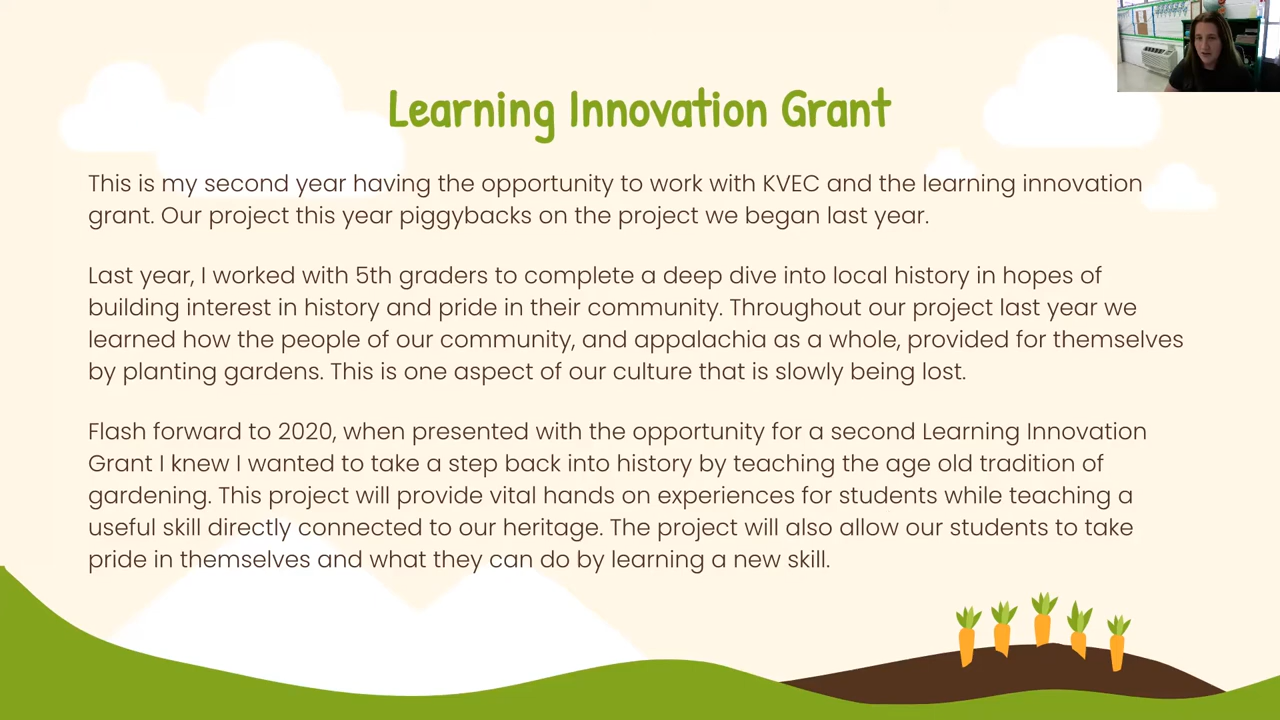 Learning Innovation Grant
This is my second year having the opportunity to work with KVEC and the learning innovation
grant. Our project this year piggybacks on the project we began last year.
Last year, I worked with 5th graders to complete a deep dive into local history in hopes of
building interest in history and pride in their community. Throughout our project last year we
learned how the people of our community, and appalachia as a whole, provided for themselves
by planting gardens. This is one aspect of our culture that is slowly being lost.
Flash forward to 2020, when presented with the opportunity for a second Learning Innovation
Grant I knew I wanted to take a step back into history by teaching the age old tradition of
gardening. This project will provide vital hands on experiences for students while teaching a
useful skill directly connected to our heritage. The project will also allow our students to take
pride in themselves and what they can do by learning a new skill.